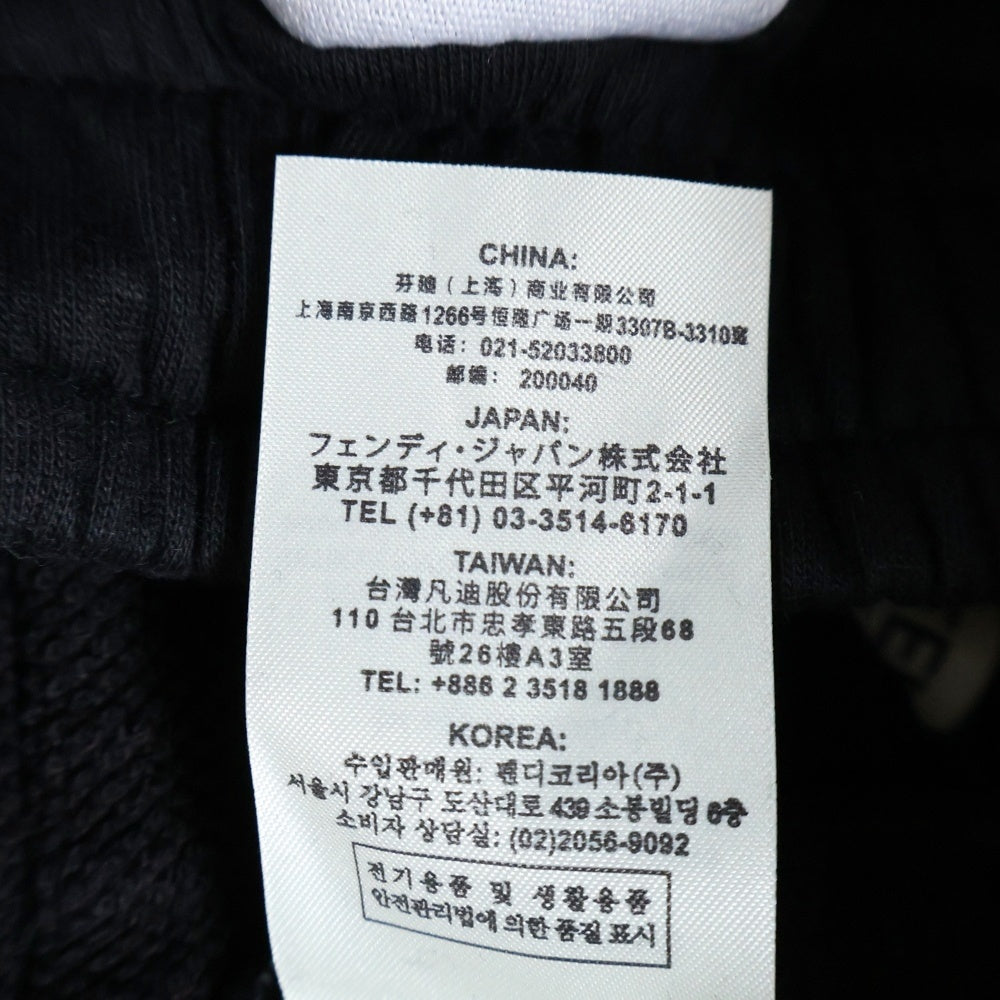 CHINA:
芬迪（上海）商业有限公司
上海南京西路1266号恒隆广场一期3307B-3310室
电话：021-52033800
邮编：200040
JAPAN:
フェンディ・ジャパン株式会社
東京都千代田区平河町2-1-1
TEL (+81) 03-3514-6170
TAIWAN:
台灣凡迪股份有限公司
110 台北市忠孝東路五段68
號26樓A3室
TEL: +886 2 3518 1888
KOREA:
수입판매원: 펜디코리아(주)
서울시 강남구 도산대로 439 소봉빌딩 6층
소비자 상담실: (02)2056-9092
전기용품 및 생활용품
안전관리법에 의한 품질 표시